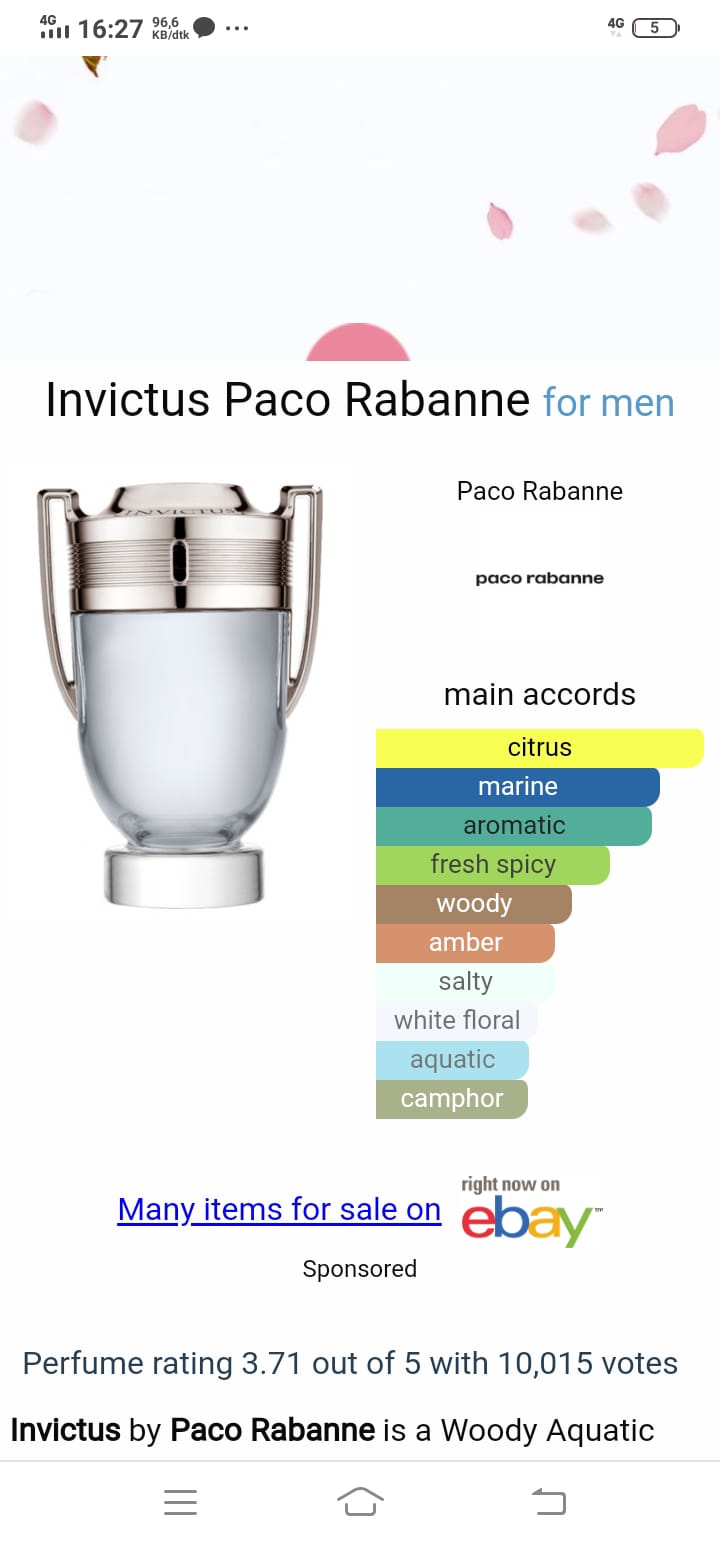 4G 16:27 96,6 KB/dtk ... 4G 5
Invictus Paco Rabanne for men
INVICTUS
Paco Rabanne
paco rabanne
main accords
citrus
marine
aromatic
fresh spicy
woody
amber
salty
white floral
aquatic
camphor
Many items for sale on
right now on
ebay™
Sponsored
Perfume rating 3.71 out of 5 with 10,015 votes
Invictus by Paco Rabanne is a Woody Aquatic